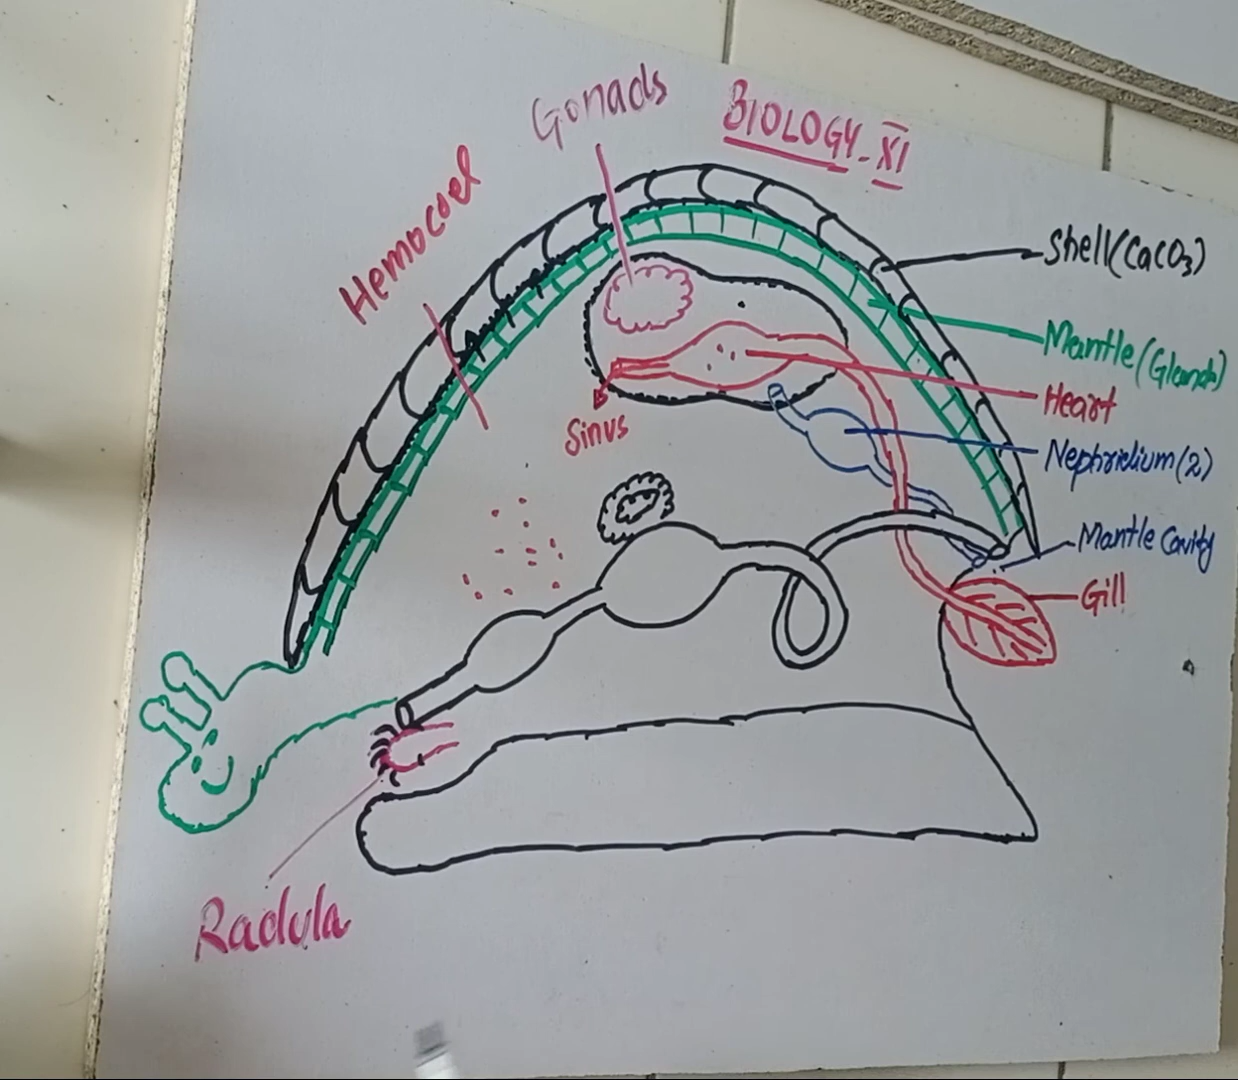 Gonads
BIOLOGY-XI
Hemocoel
Shell(CaCO3)
Mantle(Glands)
Heart
Sinus
Nephridium(2)
Mantle Cavity
Gill
Radula